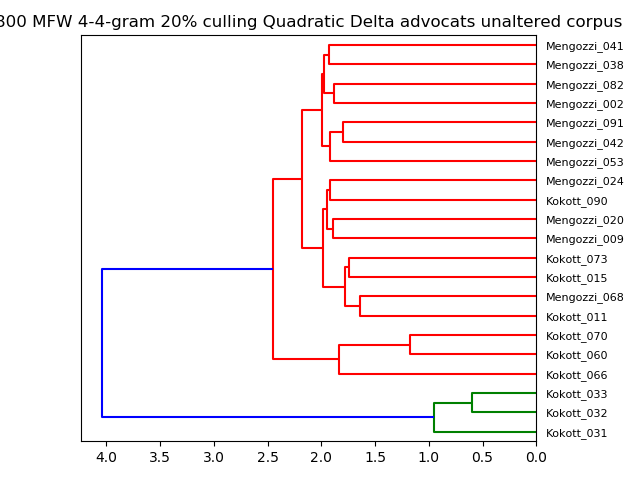 300 MFW 4-4-gram 20% culling Quadratic Delta advocats unaltered corpus
Mengozzi_041
Mengozzi_038
Mengozzi_082
Mengozzi_002
Mengozzi_091
Mengozzi_042
Mengozzi_053
Mengozzi_024
Kokott_090
Mengozzi_020
Mengozzi_009
Kokott_073
Kokott_015
Mengozzi_068
Kokott_011
Kokott_070
Kokott_060
Kokott_066
Kokott_033
Kokott_032
Kokott_031
4.0 3.5 3.0 2.5 2.0 1.5 1.0 0.5 0.0